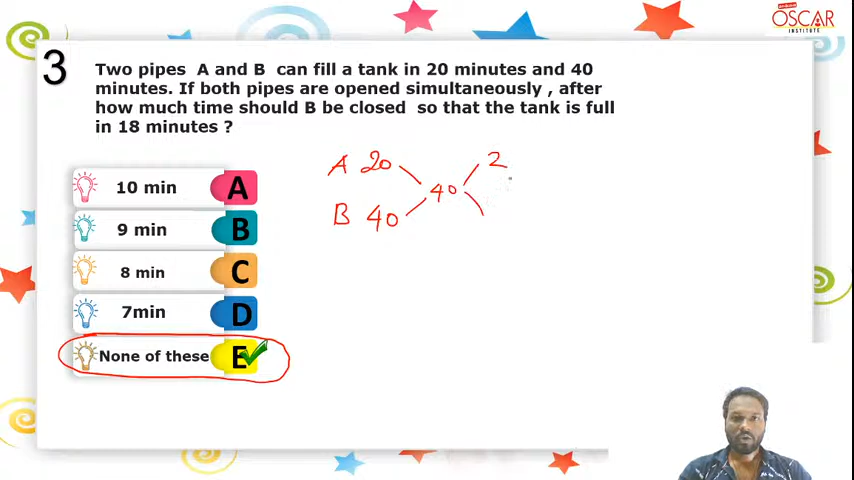 OSCAR
INSTITUTE
3
Two pipes A and B can fill a tank in 20 minutes and 40
minutes. If both pipes are opened simultaneously , after
how much time should B be closed so that the tank is full
in 18 minutes ?
10 min A
9 min B
8 min C
7min D
None of these E
A 20
40
2
B 40